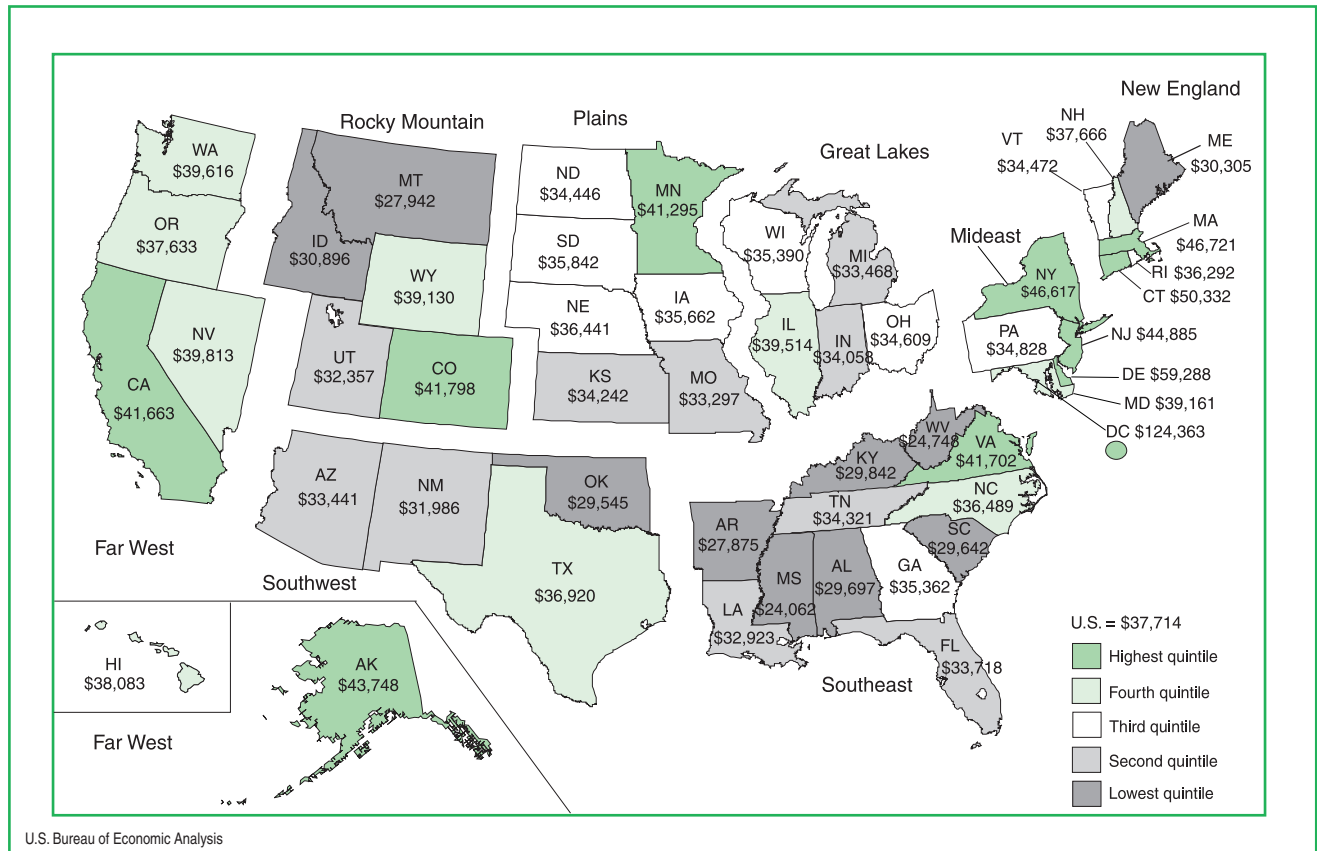 New England
NH
$37,666
VT
$34,472
ME
$30,305
Rocky Mountain
Plains
Great Lakes
WA
$39,616
MT
$27,942
ND
$34,446
MN
$41,295
OR
$37,633
ID
$30,896
SD
$35,842
WI
$35,390
MI
$33,468
Mideast
MA
$46,721
RI $36,292
CT $50,332
NY
$46,617
WY
$39,130
NE
$36,441
IA
$35,662
NV
$39,813
IL
$39,514
IN
$34,058
OH
$34,609
PA
$34,828
NJ $44,885
UT
$32,357
CO
$41,798
KS
$34,242
MO
$33,297
DE $59,288
MD $39,161
DC $124,363
CA
$41,663
WV
$24,748
VA
$41,702
KY
$29,842
AZ
$33,441
NM
$31,986
OK
$29,545
TN
$34,321
NC
$36,489
AR
$27,875
SC
$29,642
Far West
Southwest
TX
$36,920
MS
$24,062
AL
$29,697
GA
$35,362
LA
$32,923
FL
$33,718
Southeast
HI
$38,083
AK
$43,748
Far West
U.S. = $37,714
Highest quintile
Fourth quintile
Third quintile
Second quintile
Lowest quintile
U.S. Bureau of Economic Analysis